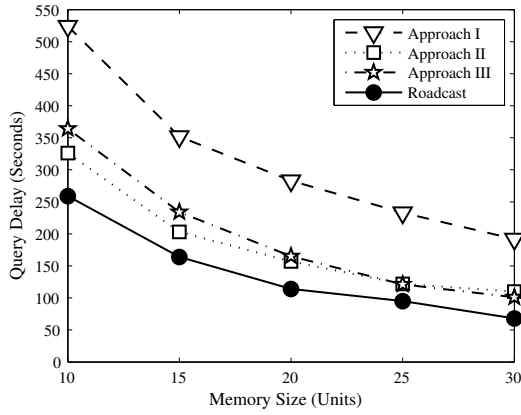 550
500
450
400
350
300
250
200
150
100
50
0
Query Delay (Seconds)
10
15
20
25
30
Memory Size (Units)
Approach I
Approach II
Approach III
Roadcast